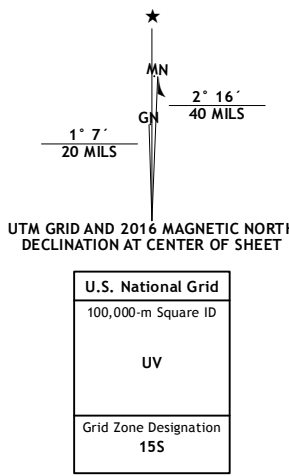 ★
MN
GN
2° 16´
40 MILS
1° 7´
20 MILS
UTM GRID AND 2016 MAGNETIC NORTH
DECLINATION AT CENTER OF SHEET
U.S. National Grid
100,000-m Square ID
UV
Grid Zone Designation
15S